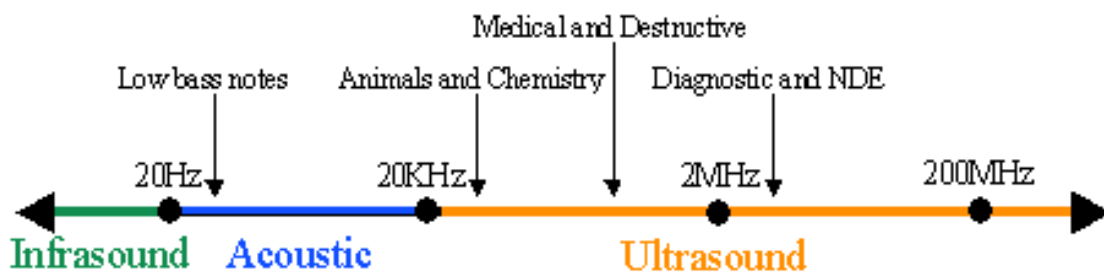 Medical and Destructive
Low bass notes
Animals and Chemistry
Diagnostic and NDE
20Hz
20KHz
2MHz
200MHz
Infrasound
Acoustic
Ultrasound